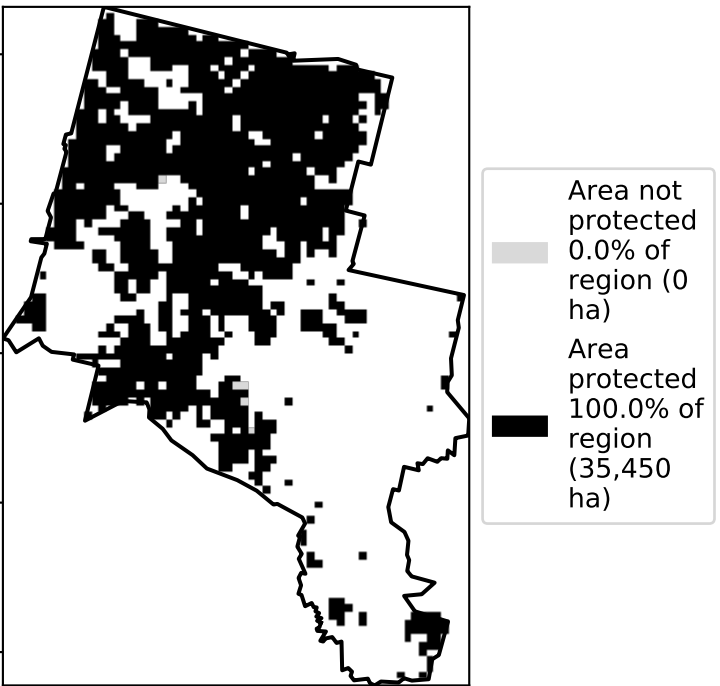 Area not
protected
0.0% of
region (0
ha)
Area
protected
100.0% of
region
(35,450
ha)